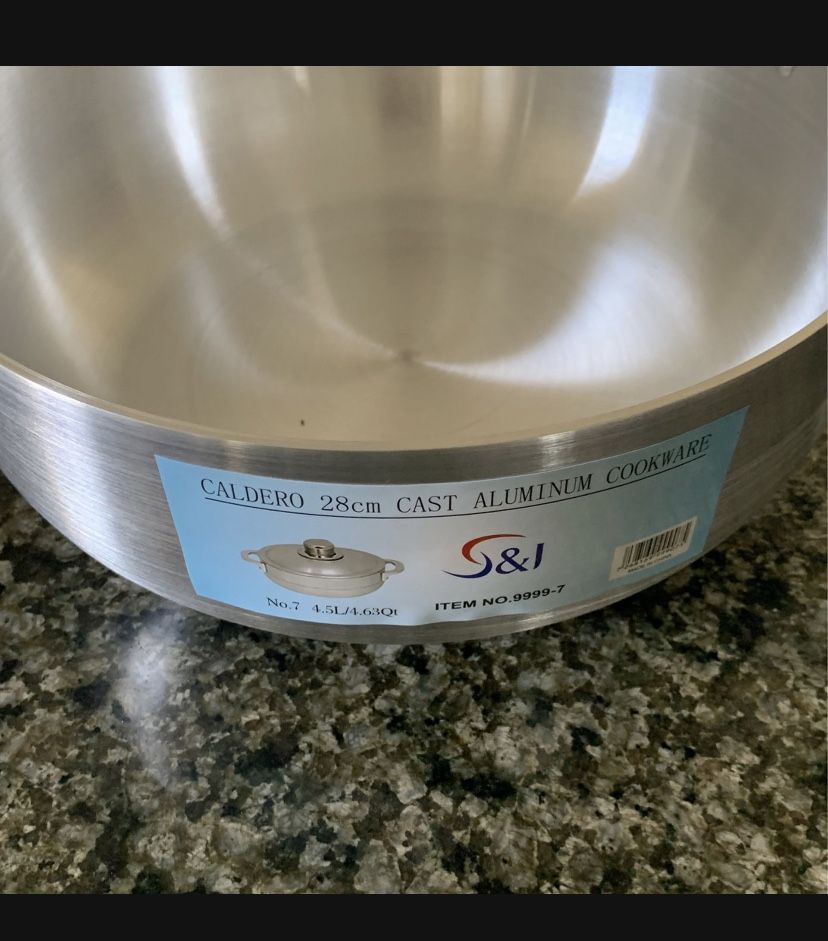 CALDERO 28cm CAST ALUMINUM COOKWARE
S&I
No.7 4.5L/4.63Qt
ITEM NO.9999-7